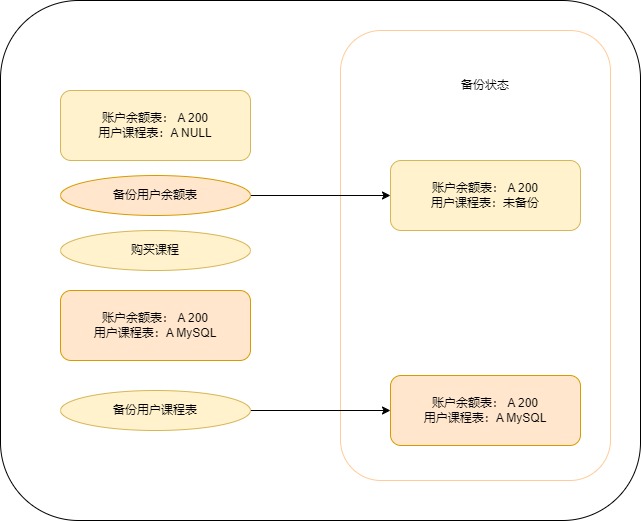 备份状态
账户余额表： A 200
用户课程表： A NULL
备份用户余额表
账户余额表： A 200
用户课程表：未备份
购买课程
账户余额表： A 200
用户课程表： A MySQL
备份用户课程表
账户余额表： A 200
用户课程表：A MySQL